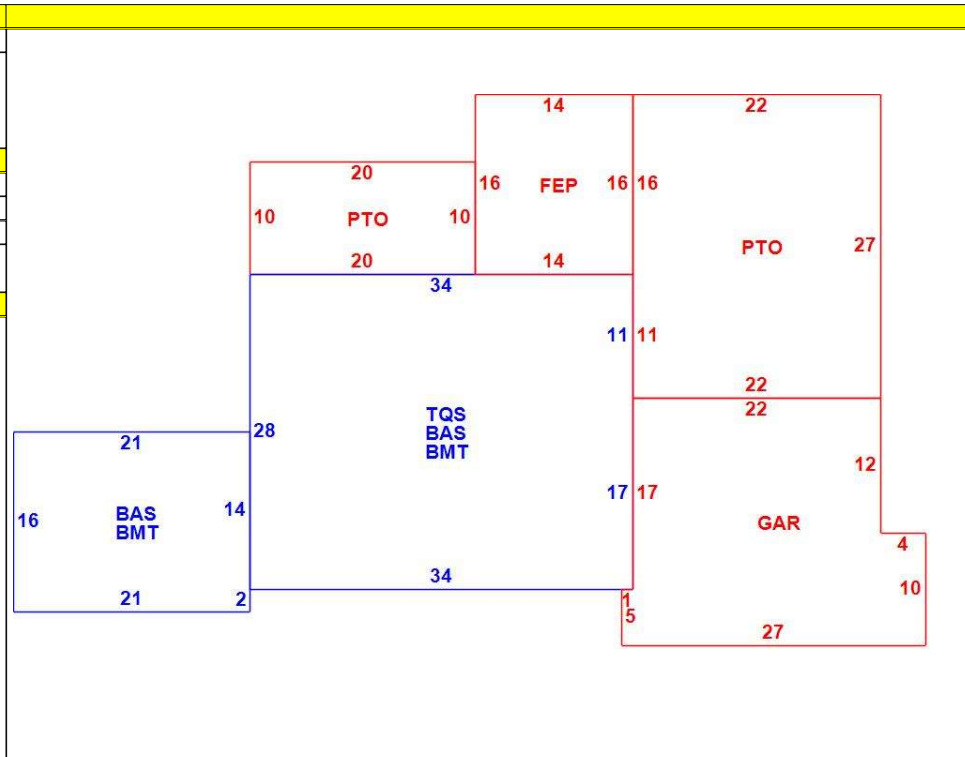 14 22
20
16 FEP 16 16
10 PTO 10
PTO 27
20 14
34
11 11
22
TQS 22
BAS
28 BMT
21
12
17 17
14
16 BAS
BMT
GAR
4
34
10
21 2 1
5
27